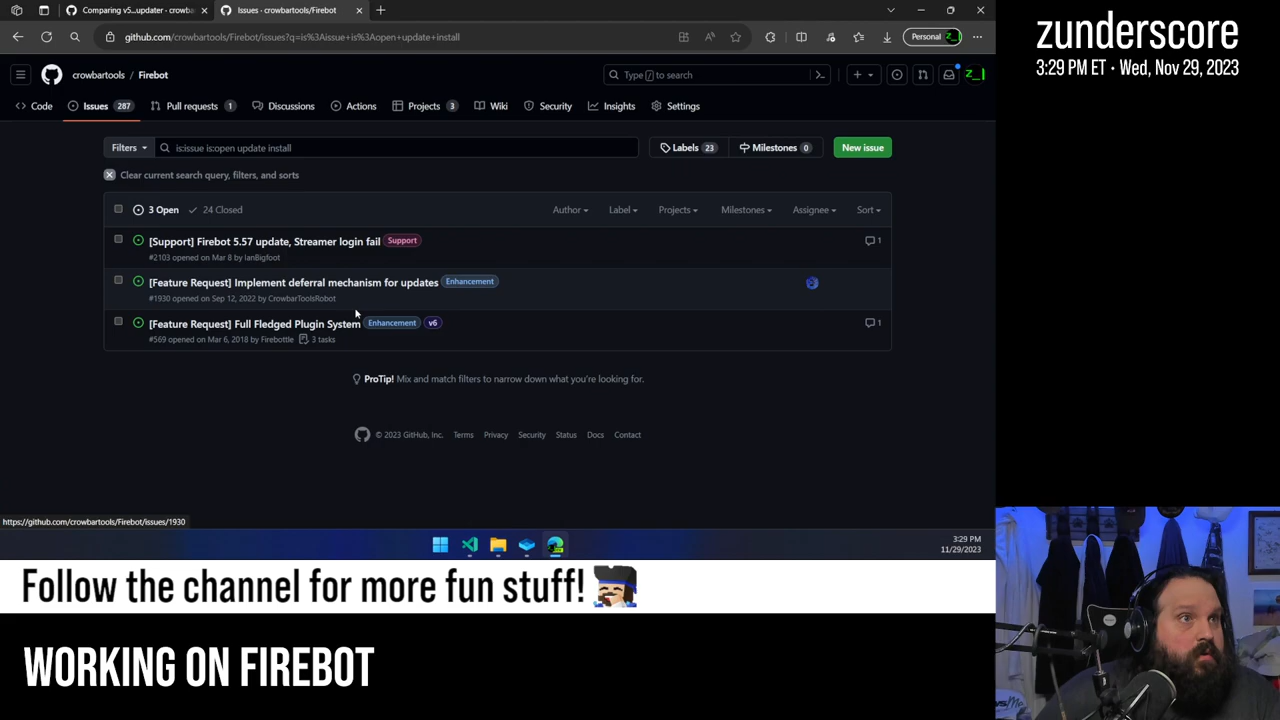 Comparing v5...updater · crowba
Issues · crowbartools/Firebot
github.com/crowbartools/Firebot/issues?q=is%3Aissue+is%3Aopen+update+install
Personal
crowbartools / Firebot
Type / to search
Code
Issues 287
Pull requests 1
Discussions
Actions
Projects 3
Wiki
Security
Insights
Settings
Filters
is:issue is:open update install
Labels 23
Milestones 0
New issue
Clear current search query, filters, and sorts
3 Open
24 Closed
Author
Label
Projects
Milestones
Assignee
Sort
[Support] Firebot 5.57 update, Streamer login fail Support
1
#2103 opened on Mar 8 by IanBigfoot
[Feature Request] Implement deferral mechanism for updates Enhancement
#1930 opened on Sep 12, 2022 by CrowbarToolsRobot
[Feature Request] Full Fledged Plugin System Enhancement v6
1
#569 opened on Mar 6, 2018 by Firebottle 3 tasks
ProTip! Mix and match filters to narrow down what you're looking for.
© 2023 GitHub, Inc. Terms Privacy Security Status Docs Contact
https://github.com/crowbartools/Firebot/issues/1930
3:29 PM
11/29/2023
zunderscore
3:29 PM ET · Wed, Nov 29, 2023
Follow the channel for more fun stuff!
WORKING ON FIREBOT